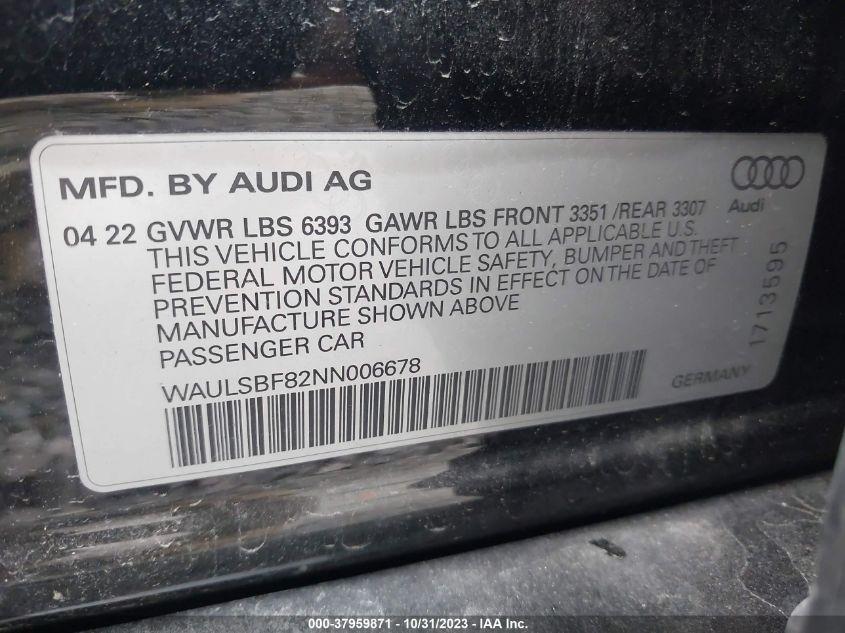 MFD. BY AUDI AG
Audi
04 22 GVWR LBS 6393 GAWR LBS FRONT 3351 /REAR 3307
THIS VEHICLE CONFORMS TO ALL APPLICABLE U.S.
FEDERAL MOTOR VEHICLE SAFETY, BUMPER AND THEFT
PREVENTION STANDARDS IN EFFECT ON THE DATE OF
MANUFACTURE SHOWN ABOVE
PASSENGER CAR
WAULSBF82NN006678
GERMANY
1713595
000-37959871 - 10/31/2023 - IAA Inc.